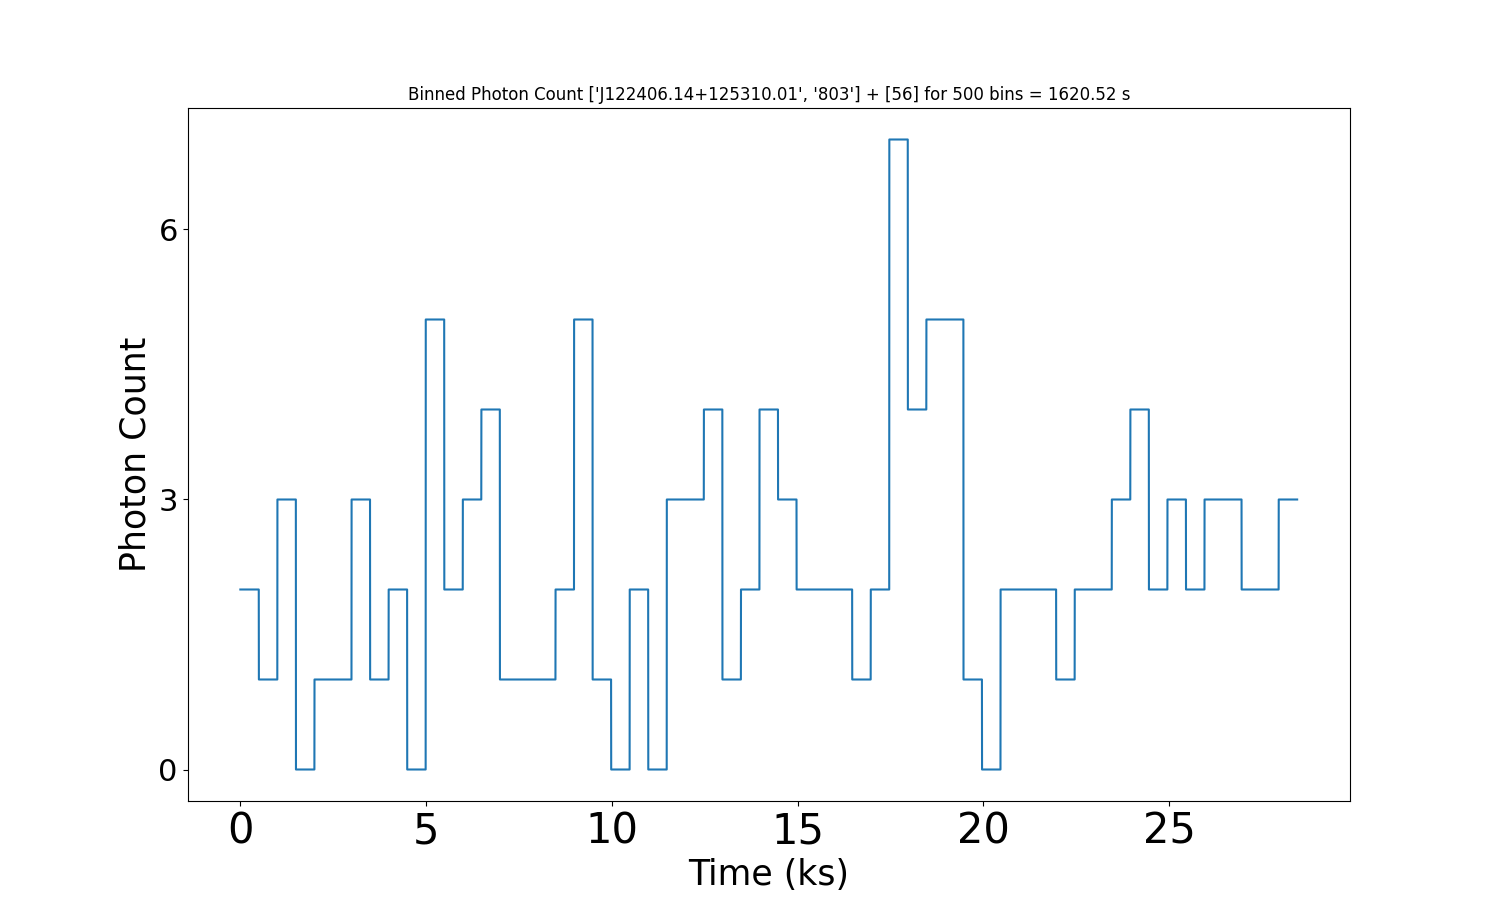 Binned Photon Count ['J122406.14+125310.01', '803'] + [56] for 500 bins = 1620.52 s
Photon Count
6
3
0
0 5 10 15 20 25
Time (ks)